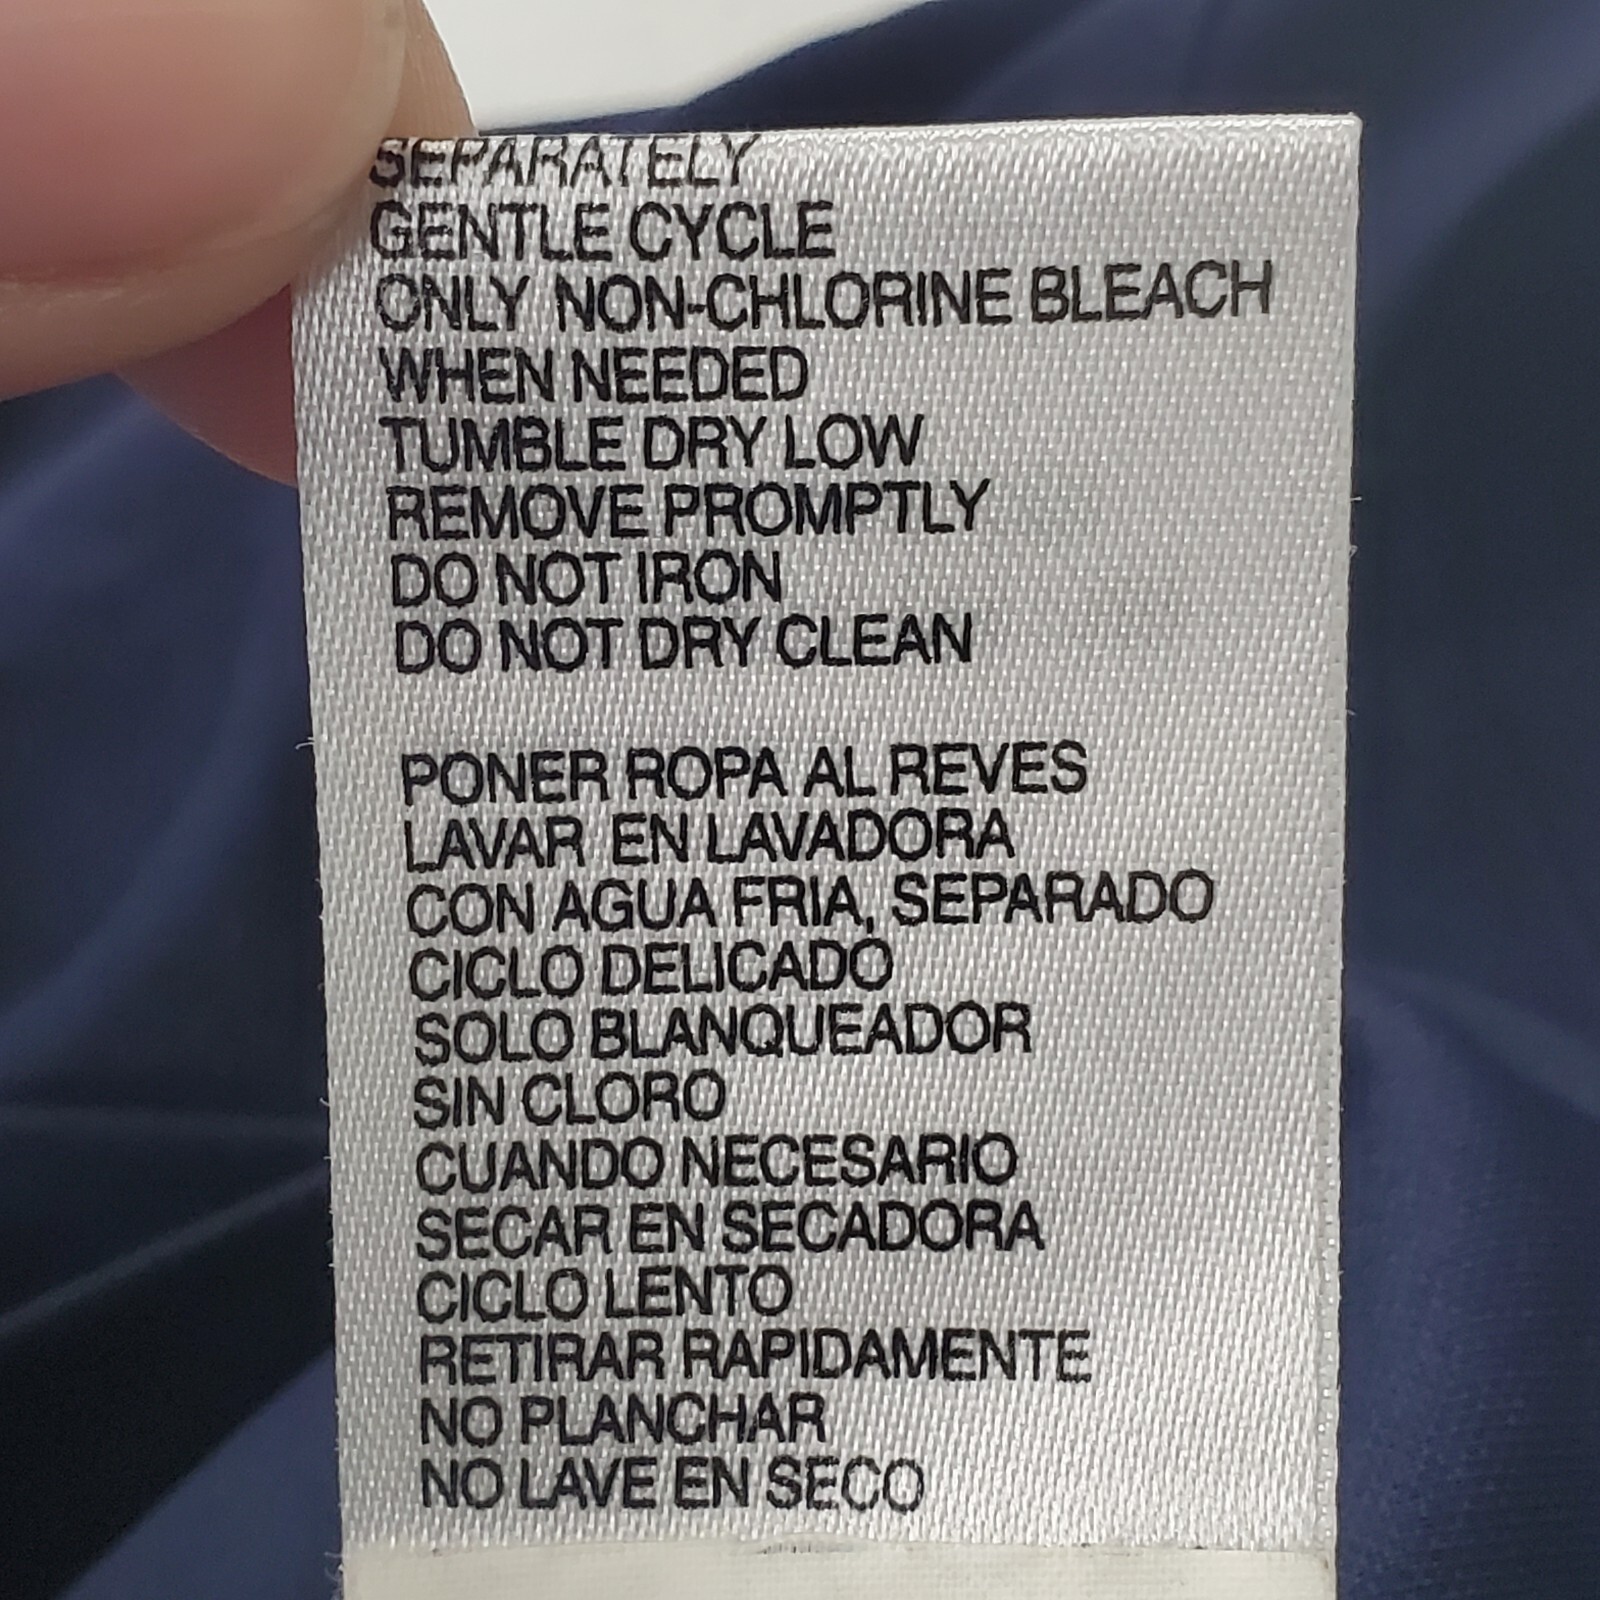 SEPARATELY
GENTLE CYCLE
ONLY NON-CHLORINE BLEACH
WHEN NEEDED
TUMBLE DRY LOW
REMOVE PROMPTLY
DO NOT IRON
DO NOT DRY CLEAN
PONER ROPA AL REVES
LAVAR EN LAVADORA
CON AGUA FRIA, SEPARADO
CICLO DELICADO
SOLO BLANQUEADOR
SIN CLORO
CUANDO NECESARIO
SECAR EN SECADORA
CICLO LENTO
RETIRAR RAPIDAMENTE
NO PLANCHAR
NO LAVE EN SECO